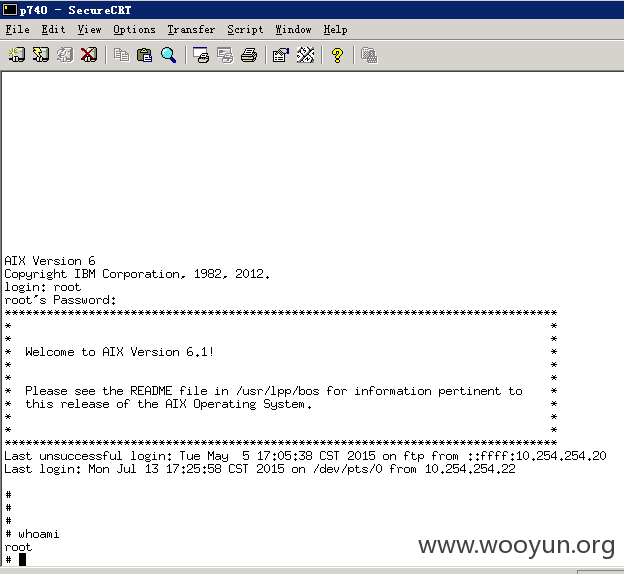 p740 - SecureCRT
File Edit View Options Transfer Script Window Help
AIX Version 6
Copyright IBM Corporation, 1982, 2012.
login: root
root's Password:
*******************************************************************************
*                                                                             *
*                                                                             *
*  Welcome to AIX Version 6.1!                                                *
*                                                                             *
*                                                                             *
*  Please see the README file in /usr/lpp/bos for information pertinent to    *
*  this release of the AIX Operating System.                                  *
*                                                                             *
*                                                                             *
*******************************************************************************
Last unsuccessful login: Tue May  5 17:05:38 CST 2015 on ftp from ::ffff:10.254.254.20
Last login: Mon Jul 13 17:25:58 CST 2015 on /dev/pts/0 from 10.254.254.22
#
#
#
# whoami
root
#
www.wooyun.org